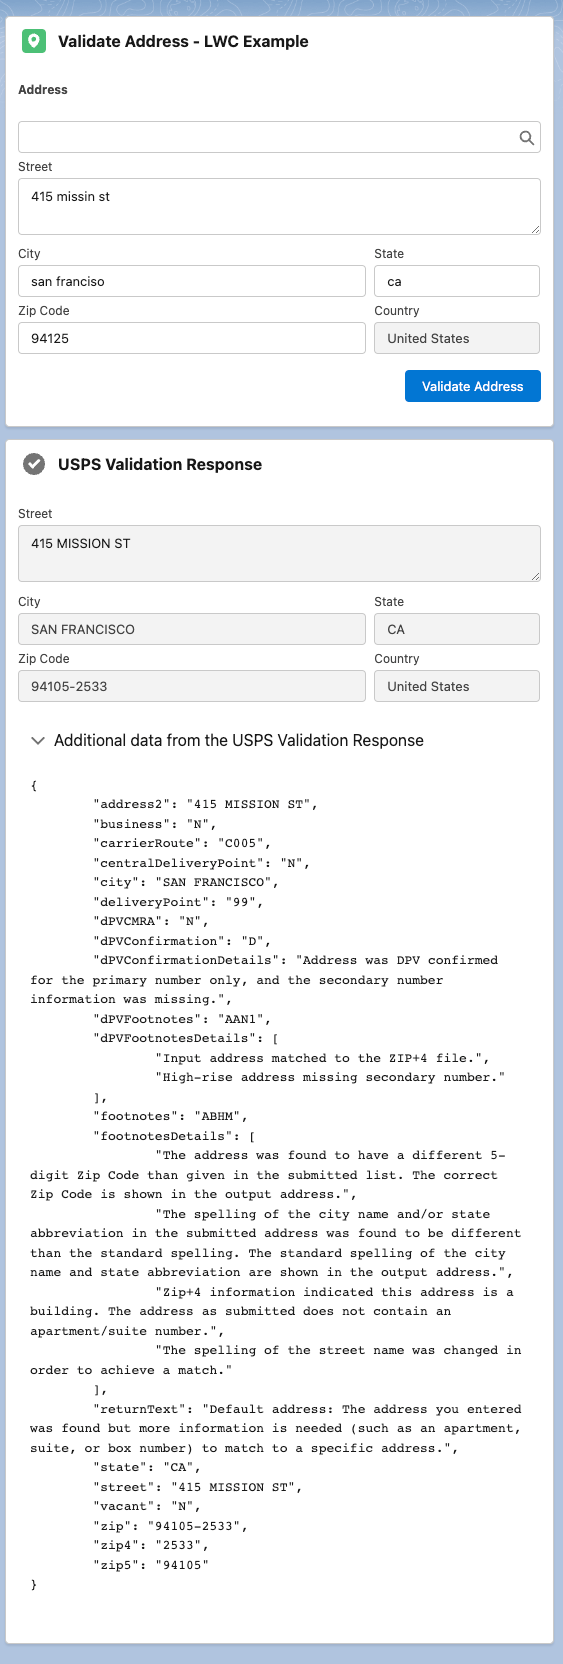 Validate Address - LWC Example
Address
Street
415 missin st
City State
san franciso ca
Zip Code Country
94125 United States
Validate Address
USPS Validation Response
Street
415 MISSION ST
City State
SAN FRANCISCO CA
Zip Code Country
94105-2533 United States
Additional data from the USPS Validation Response
{
"address2": "415 MISSION ST",
"business": "N",
"carrierRoute": "C005",
"centralDeliveryPoint": "N",
"city": "SAN FRANCISCO",
"deliveryPoint": "99",
"dPVCMRA": "N",
"dPVConfirmation": "D",
"dPVConfirmationDetails": "Address was DPV confirmed
for the primary number only, and the secondary number
information was missing.",
"dPVFootnotes": "AAN1",
"dPVFootnotesDetails": [
"Input address matched to the ZIP+4 file.",
"High-rise address missing secondary number."
],
"footnotes": "ABHM",
"footnotesDetails": [
"The address was found to have a different 5-
digit Zip Code than given in the submitted list. The correct
Zip Code is shown in the output address.",
"The spelling of the city name and/or state
abbreviation in the submitted address was found to be different
than the standard spelling. The standard spelling of the city
name and state abbreviation are shown in the output address.",
"Zip+4 information indicated this address is a
building. The address as submitted does not contain an
apartment/suite number.",
"The spelling of the street name was changed in
order to achieve a match."
],
"returnText": "Default address: The address you entered
was found but more information is needed (such as an apartment,
suite, or box number) to match to a specific address.",
"state": "CA",
"street": "415 MISSION ST",
"vacant": "N",
"zip": "94105-2533",
"zip4": "2533",
"zip5": "94105"
}